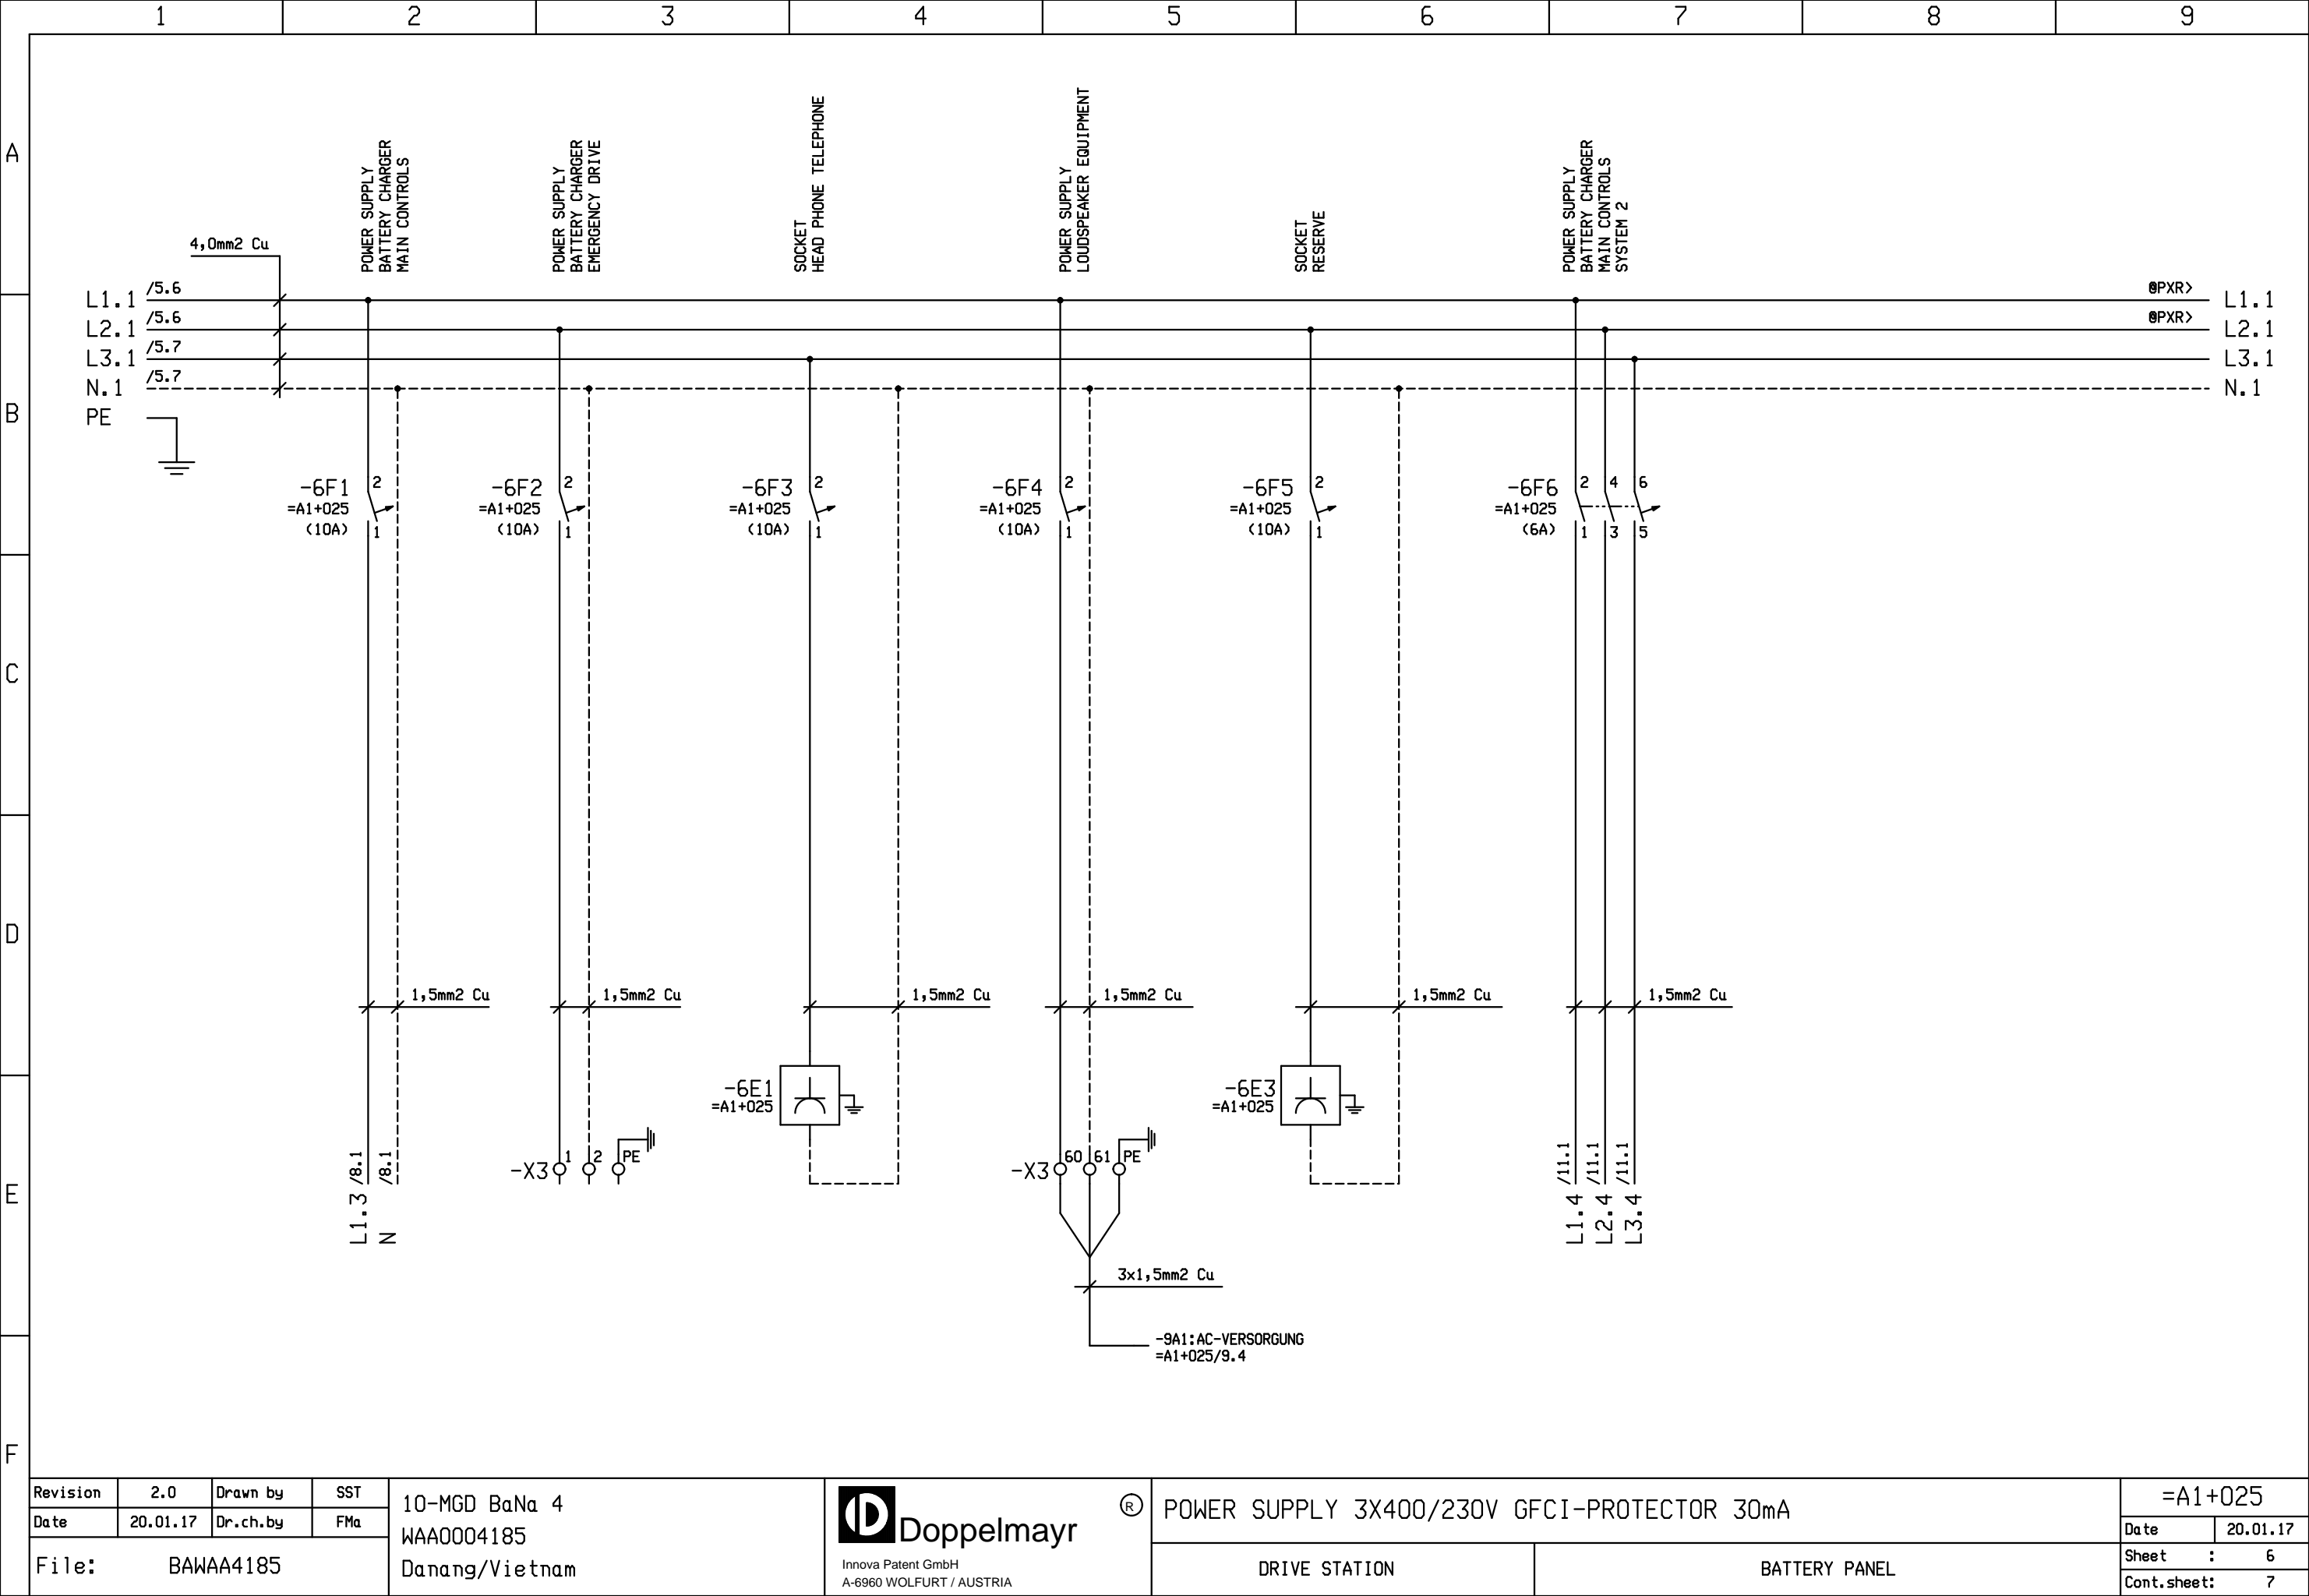 1 2 3 4 5 6 7 8 9
A
B
C
D
E
F
POWER SUPPLY
BATTERY CHARGER
MAIN CONTROLS
POWER SUPPLY
BATTERY CHARGER
EMERGENCY DRIVE
SOCKET
HEAD PHONE TELEPHONE
POWER SUPPLY
LOUDSPEAKER EQUIPMENT
SOCKET
RESERVE
POWER SUPPLY
BATTERY CHARGER
MAIN CONTROLS
SYSTEM 2
4,0mm2 Cu
L1.1 /5.6 @PXR> L1.1
L2.1 /5.6 @PXR> L2.1
L3.1 /5.7 L3.1
N.1 /5.7 N.1
PE
-6F1 2
=A1+025
(10A) 1
-6F2 2
=A1+025
(10A) 1
-6F3 2
=A1+025
(10A) 1
-6F4 2
=A1+025
(10A) 1
-6F5 2
=A1+025
(10A) 1
-6F6 2 4 6
=A1+025
(6A) 1 3 5
1,5mm2 Cu 1,5mm2 Cu 1,5mm2 Cu 1,5mm2 Cu 1,5mm2 Cu 1,5mm2 Cu
-6E1
=A1+025
-6E3
=A1+025
L1.3 /8.1
N /8.1
-X3 1 2 PE
-X3 60 61 PE
L1.4 /11.1
L2.4 /11.1
L3.4 /11.1
3x1,5mm2 Cu
-9A1:AC-VERSORGUNG
=A1+025/9.4
Revision 2.0 Drawn by SST
Date 20.01.17 Dr.ch.by FMa
File: BAWAA4185
10-MGD BaNa 4
WAA0004185
Danang/Vietnam
Doppelmayr ®
Innova Patent GmbH
A-6960 WOLFURT / AUSTRIA
POWER SUPPLY 3X400/230V GFCI-PROTECTOR 30mA
DRIVE STATION BATTERY PANEL
=A1+025
Date 20.01.17
Sheet : 6
Cont.sheet: 7